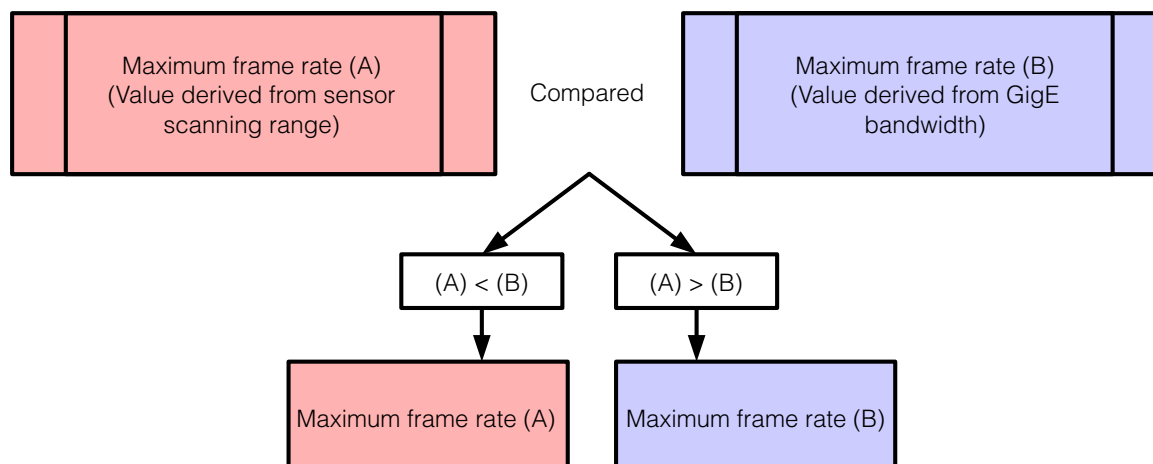 Maximum frame rate (A)
(Value derived from sensor
scanning range)
Compared
Maximum frame rate (B)
(Value derived from GigE
bandwidth)
(A) < (B)
(A) > (B)
Maximum frame rate (A)
Maximum frame rate (B)